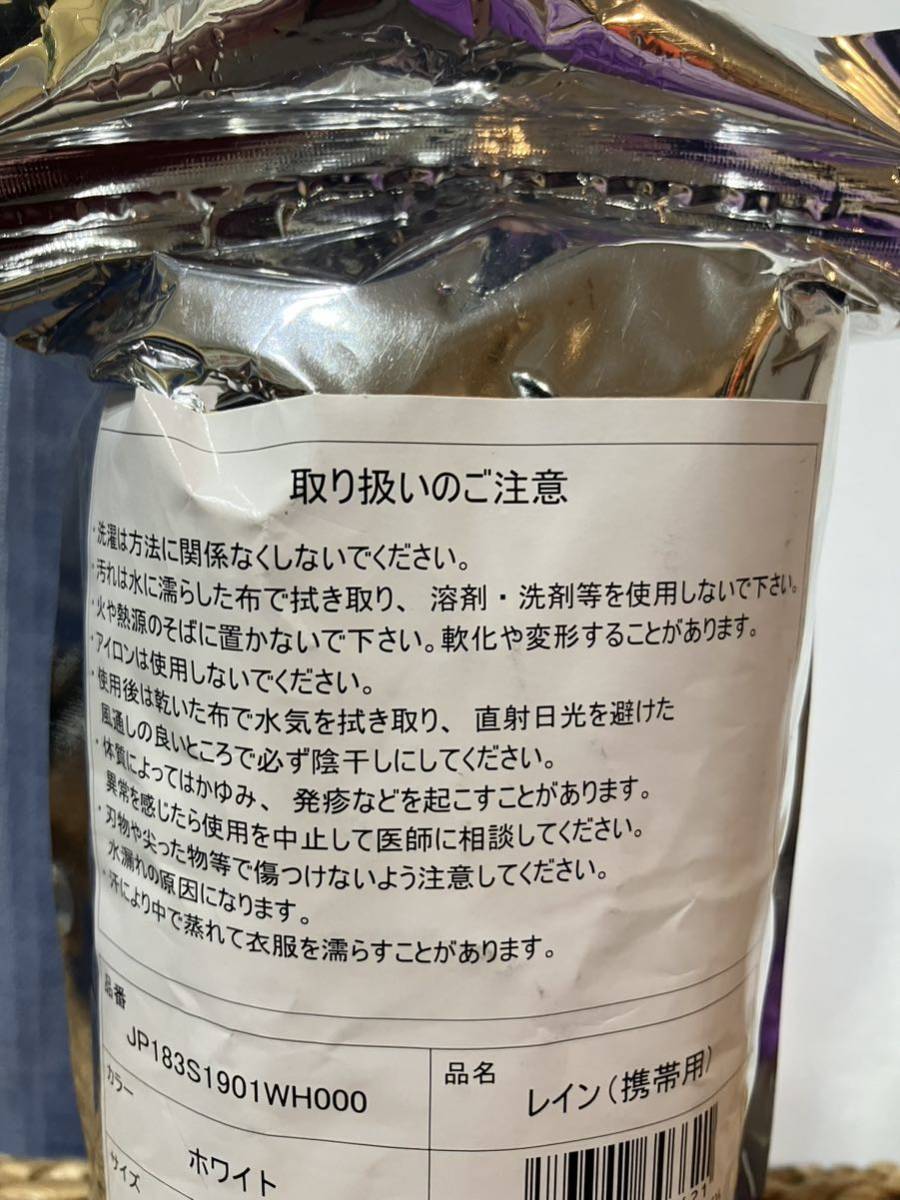 取り扱いのご注意
・洗濯は方法に関係なくしないでください。
・汚れは水に濡らした布で拭き取り、溶剤・洗剤等を使用しないで下さい。
・火や熱源のそばに置かないで下さい。軟化や変形することがあります。
・アイロンは使用しないでください。
・使用後は乾いた布で水気を拭き取り、直射日光を避けた
風通しの良いところで必ず陰干しにしてください。
・体質によってはかゆみ、発疹などを起こすことがあります。
異常を感じたら使用を中止して医師に相談してください。
・刃物や尖った物等で傷つけないよう注意してください。
水漏れの原因になります。
・汗により中で蒸れて衣服を濡らすことがあります。
品番
JP183S1901WH000
品名
レイン(携帯用)
カラー
ホワイト
サイズ